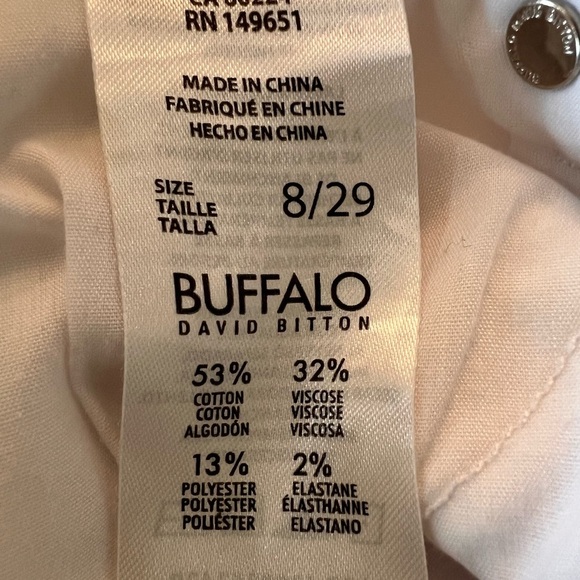 RN 149651
MADE IN CHINA
FABRIQUÉ EN CHINE
HECHO EN CHINA
SIZE
TAILLE
TALLA
8/29
BUFFALO
DAVID BITTON
53% 32%
COTTON VISCOSE
COTON VISCOSE
ALGODÓN VISCOSA
13% 2%
POLYESTER ELASTANE
POLYESTER ÉLASTHANNE
POLIÉSTER ELASTANO
BITTON